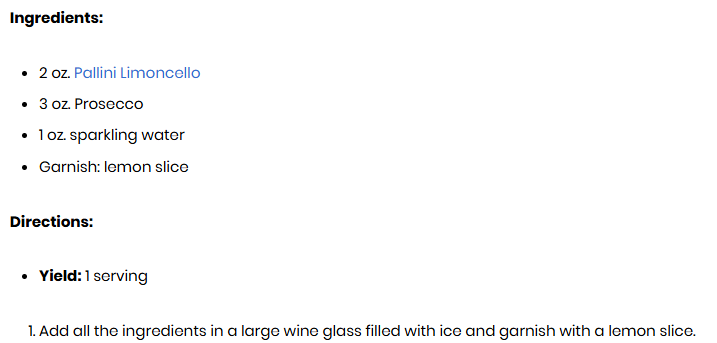 Ingredients:
• 2 oz. Pallini Limoncello
• 3 oz. Prosecco
• 1 oz. sparkling water
• Garnish: lemon slice
Directions:
• Yield: 1 serving
1. Add all the ingredients in a large wine glass filled with ice and garnish with a lemon slice.